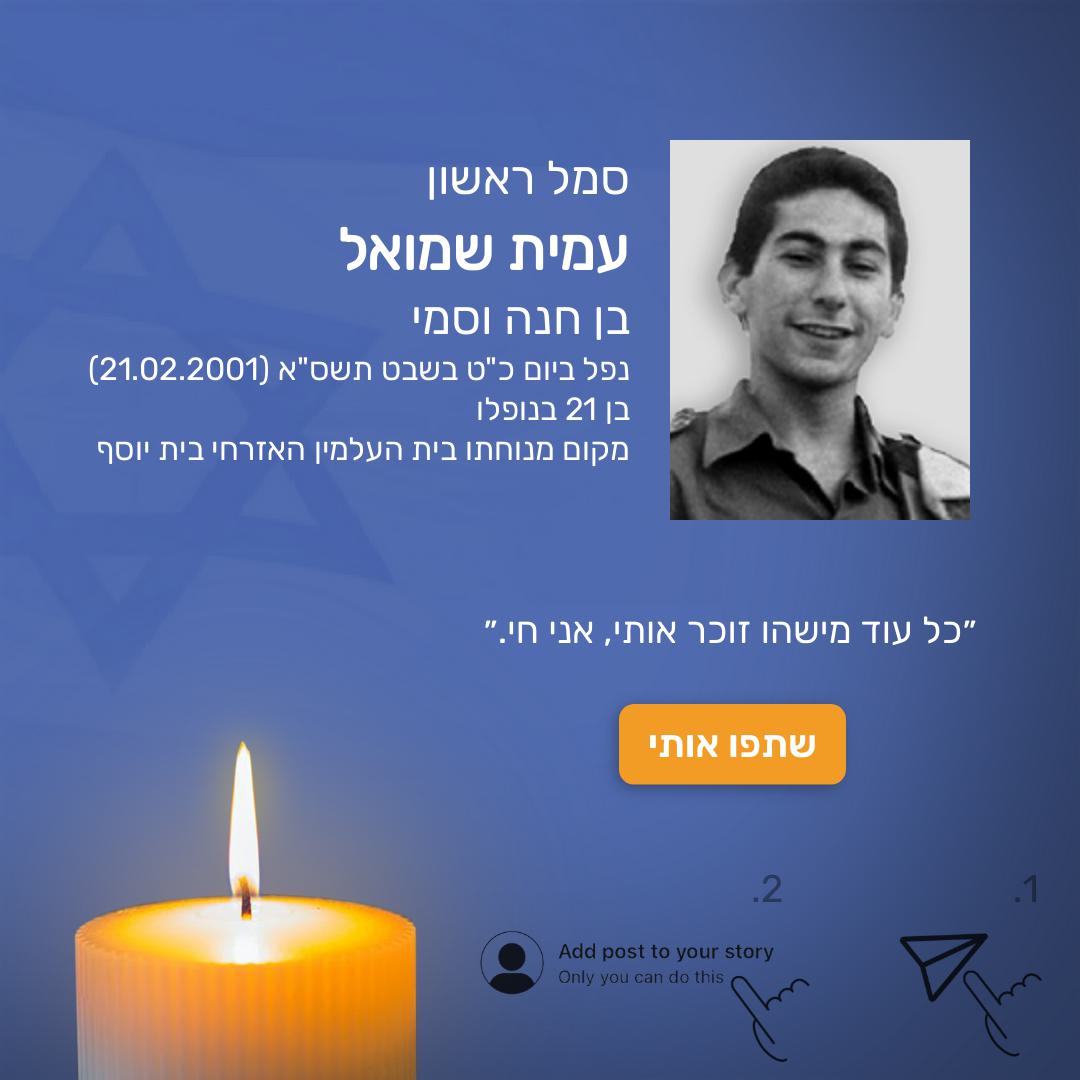 סמל ראשון
עמית שמואל
בן חנה וסמי
נפל ביום כ"ט בשבט תשס"א (21.02.2001)
בן 21 בנופלו
מקום מנוחתו בית העלמין האזרחי בית יוסף
״כל עוד מישהו זוכר אותי, אני חי.״
שתפו אותי
.1
.2
Add post to your story
Only you can do this